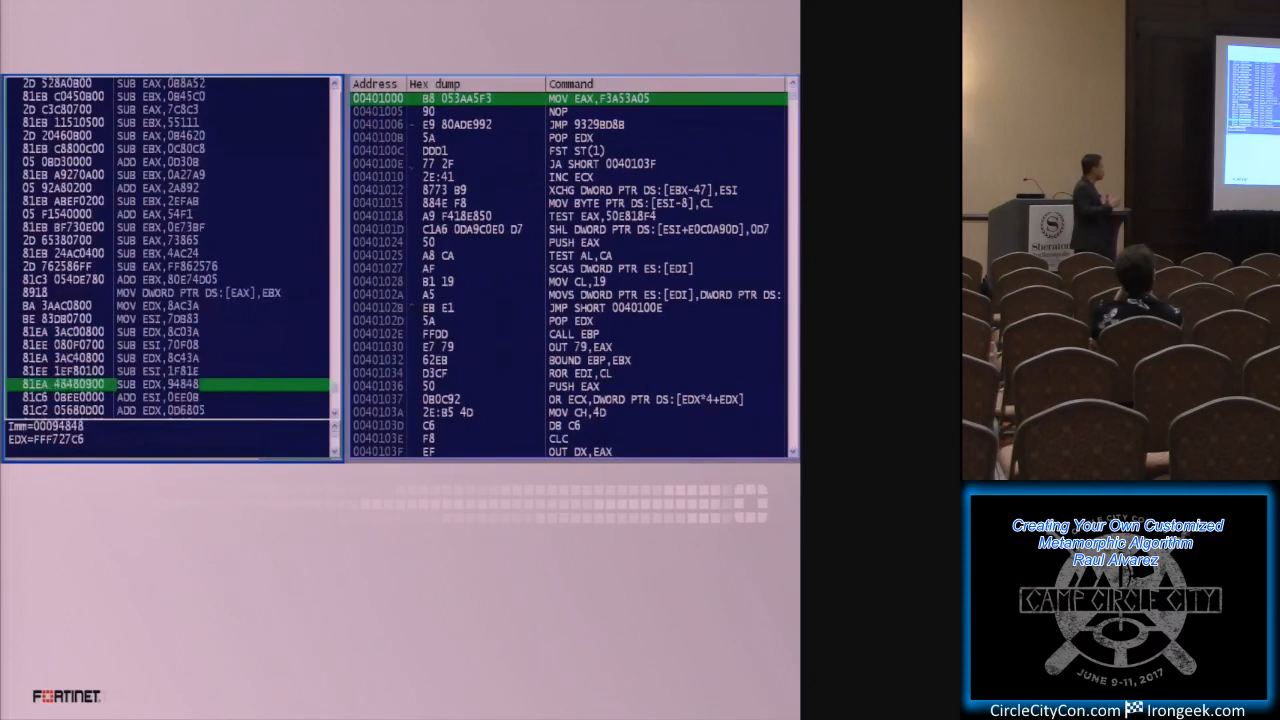 2D 528A0B00 SUB EAX,0B8A52
81EB C0450B00 SUB EBX,0B45C0
2D C3C80700 SUB EAX,7C8C3
81EB 11510500 SUB EBX,55111
2D 20460B00 SUB EAX,0B4620
81EB C8800C00 SUB EBX,0C80C8
05 0BD30000 ADD EAX,0D30B
81EB A9270A00 SUB EBX,0A27A9
05 92A80200 ADD EAX,2A892
81EB ABEF0200 SUB EBX,2EFAB
05 F1540000 ADD EAX,54F1
81EB BF730E00 SUB EBX,0E73BF
2D 65380700 SUB EAX,73865
81EB 24AC0400 SUB EBX,4AC24
2D 762586FF SUB EAX,FF862576
81C3 054DE780 ADD EBX,80E74D05
8918 MOV DWORD PTR DS:[EAX],EBX
BA 3AAC0800 MOV EDX,8AC3A
BE 83DB0700 MOV ESI,7DB83
81EA 3AC00800 SUB EDX,8C03A
81EE 080F0700 SUB ESI,70F08
81EA 3AC40800 SUB EDX,8C43A
81EE 1EF80100 SUB ESI,1F81E
81EA 48480900 SUB EDX,94848
81C6 0BEE0000 ADD ESI,0EE0B
81C2 05680D00 ADD EDX,0D6805
Imm=00094848
EDX=FFF727C6
Address Hex dump Command
00401000 B8 053AA5F3 MOV EAX,F3A53A05
00401005 90 NOP
00401006 - E9 80ADE992 JMP 9329BD8B
0040100B 5A POP EDX
0040100C DDD1 FST ST(1)
0040100E 77 2F JA SHORT 0040103F
00401010 2E:41 INC ECX
00401012 8773 B9 XCHG DWORD PTR DS:[EBX-47],ESI
00401015 884E F8 MOV BYTE PTR DS:[ESI-8],CL
00401018 A9 F418E850 TEST EAX,50E818F4
0040101D C1A6 0DA9C0E0 D7 SHL DWORD PTR DS:[ESI+E0C0A90D],0D7
00401024 50 PUSH EAX
00401025 A8 CA TEST AL,CA
00401027 AF SCAS DWORD PTR ES:[EDI]
00401028 B1 19 MOV CL,19
0040102A A5 MOVS DWORD PTR ES:[EDI],DWORD PTR DS:
0040102B ^ EB E1 JMP SHORT 0040100E
0040102D 5A POP EDX
0040102E FFDD CALL EBP
00401030 E7 79 OUT 79,EAX
00401032 62EB BOUND EBP,EBX
00401034 D3CF ROR EDI,CL
00401036 50 PUSH EAX
00401037 0B0C92 OR ECX,DWORD PTR DS:[EDX*4+EDX]
0040103A 2E:B5 4D MOV CH,4D
0040103D C6 DB C6
0040103E F8 CLC
0040103F EF OUT DX,EAX
FORTINET
Sheraton
Creating Your Own Customized
Metamorphic Algorithm
Raul Alvarez
CAMP CIRCLE CITY
JUNE 9-11, 2017
CircleCityCon.com Irongeek.com